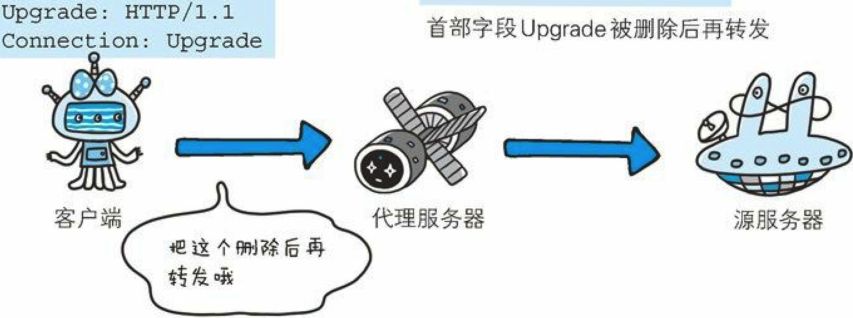 Upgrade: HTTP/1.1
Connection: Upgrade
首部字段Upgrade被删除后再转发
客户端
代理服务器
源服务器
把这个删除后再
转发哦